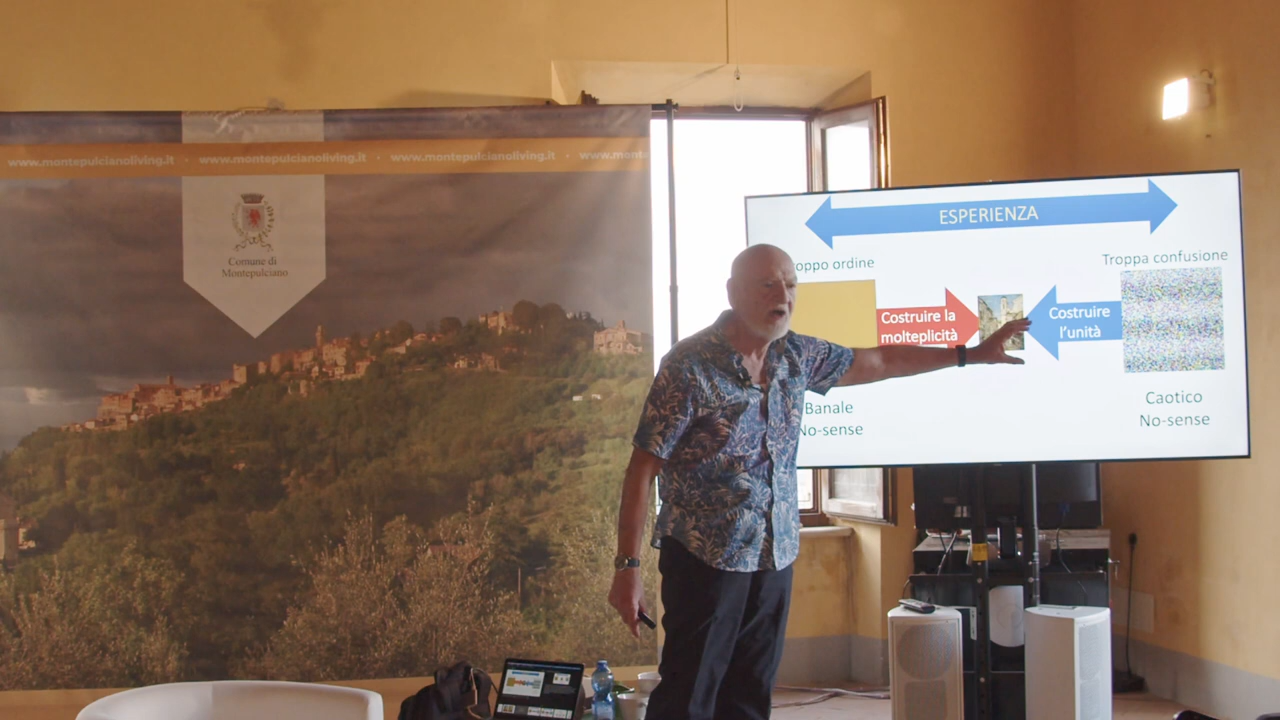 www.montepulcianoliving.it · www.montepulcianoliving.it · www.montepulcianoliving.it ·
Comune di
Montepulciano
ESPERIENZA
ordine
Troppa confusione
Costruire la
molteplicità
Costruire
l'unità
Banale
No-sense
Caotico
No-sense